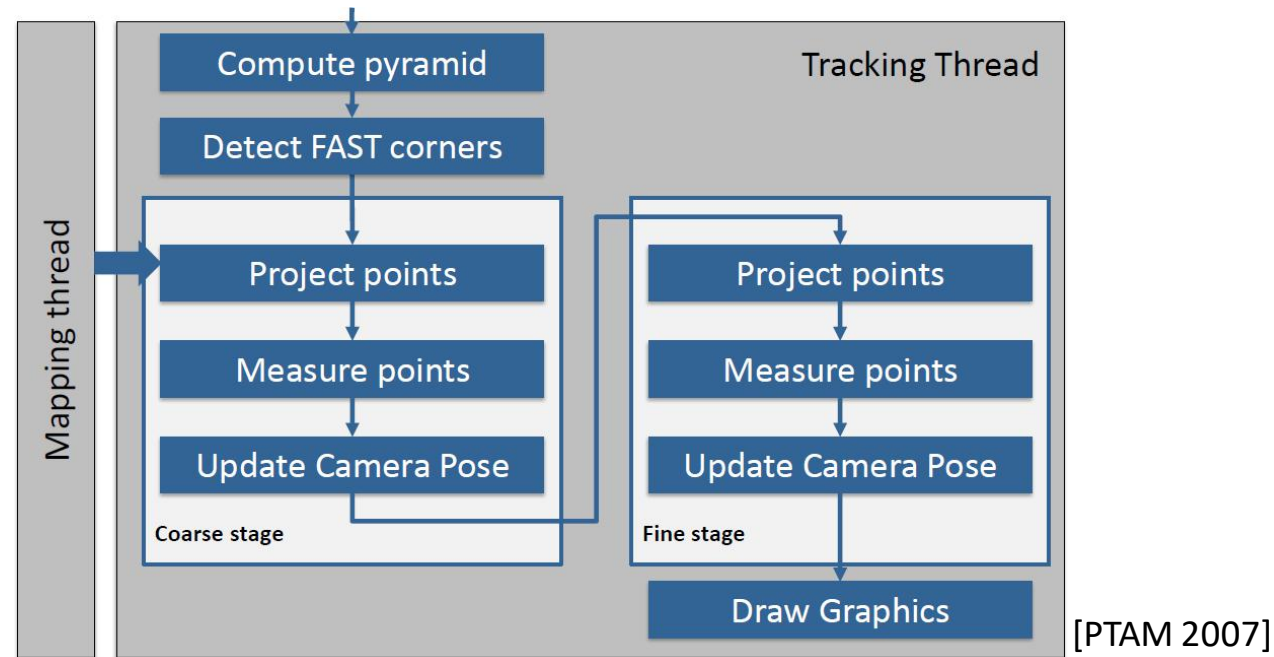 Mapping thread
Tracking Thread
Compute pyramid
Detect FAST corners
Project points
Measure points
Update Camera Pose
Coarse stage
Project points
Measure points
Update Camera Pose
Fine stage
Draw Graphics
[PTAM 2007]